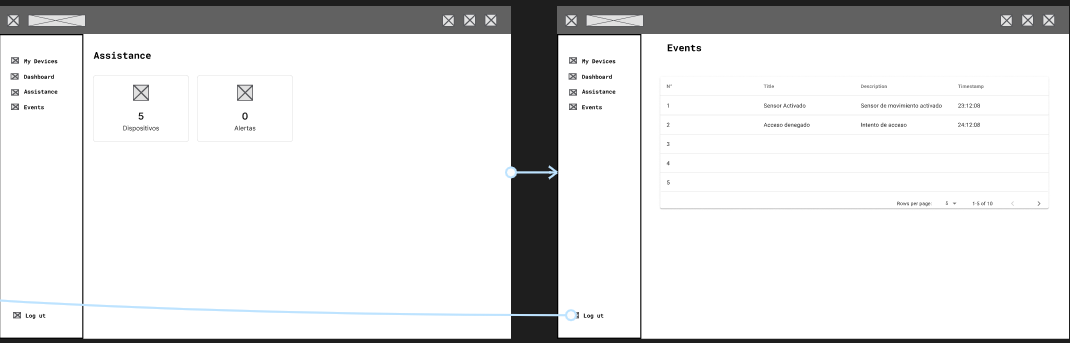 Assistance
My Devices
Dashboard
Assistance
Events
5
Dispositivos
0
Alertas
Log ut
Events
My Devices
Dashboard
Assistance
Events
N° Title Description Timestamp
1 Sensor Activado Sensor de movimiento activado 23:12:08
2 Acceso denegado Intento de acceso 24:12:08
3
4
5
Rows per page: 5 1-5 of 10
Log ut